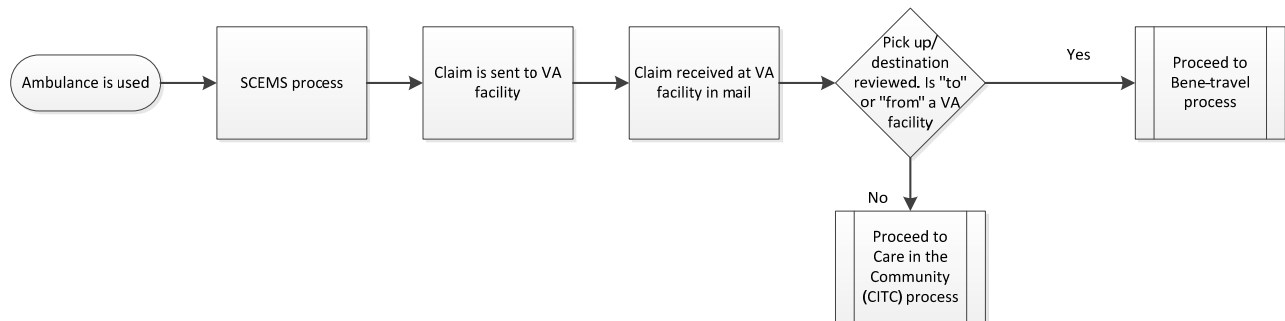 Ambulance is used
SCEMS process
Claim is sent to VA
facility
Claim received at VA
facility in mail
Pick up/
destination
reviewed. Is "to"
or "from" a VA
facility
Yes
Proceed to
Bene-travel
process
No
Proceed to
Care in the
Community
(CITC) process